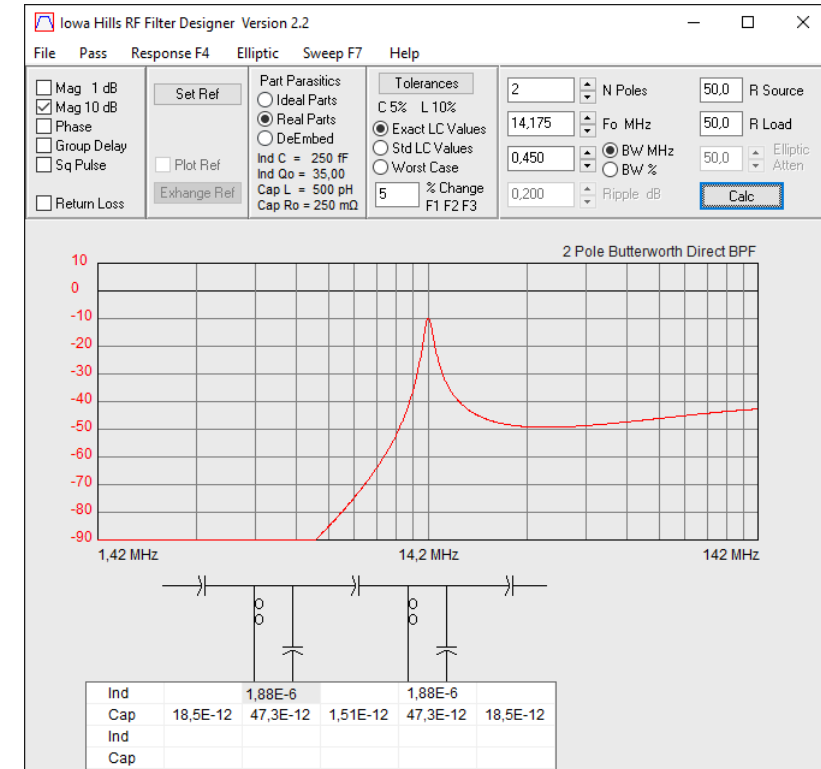 Iowa Hills RF Filter Designer Version 2.2
File Pass Response F4 Elliptic Sweep F7 Help
Mag 1 dB
Mag 10 dB
Phase
Group Delay
Sq Pulse
Return Loss
Set Ref
Plot Ref
Exhange Ref
Part Parasitics
Ideal Parts
Real Parts
DeEmbed
Ind C = 250 fF
Ind Qo = 35,00
Cap L = 500 pH
Cap Ro = 250 mΩ
Tolerances
C 5% L 10%
Exact LC Values
Std LC Values
Worst Case
5 % Change
F1 F2 F3
2 N Poles
14,175 Fo MHz
0,450 BW MHz
BW %
0,200 Ripple dB
50,0 R Source
50,0 R Load
50,0 Elliptic
Atten
Calc
2 Pole Butterworth Direct BPF
10
0
-10
-20
-30
-40
-50
-60
-70
-80
-90
1,42 MHz 14,2 MHz 142 MHz
Ind 1,88E-6 1,88E-6
Cap 18,5E-12 47,3E-12 1,51E-12 47,3E-12 18,5E-12
Ind
Cap